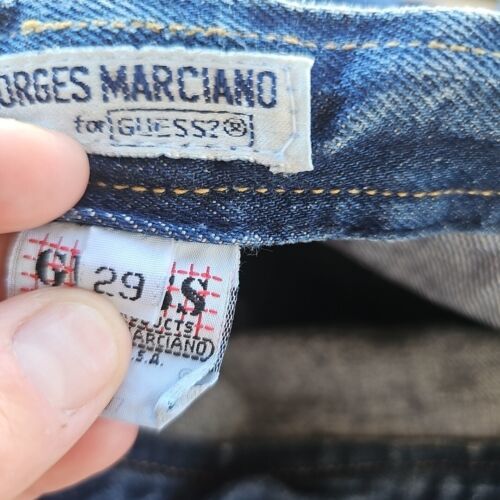 ORGES MARCIANO
for GUESS?®
29
MARCIANO
S.A.